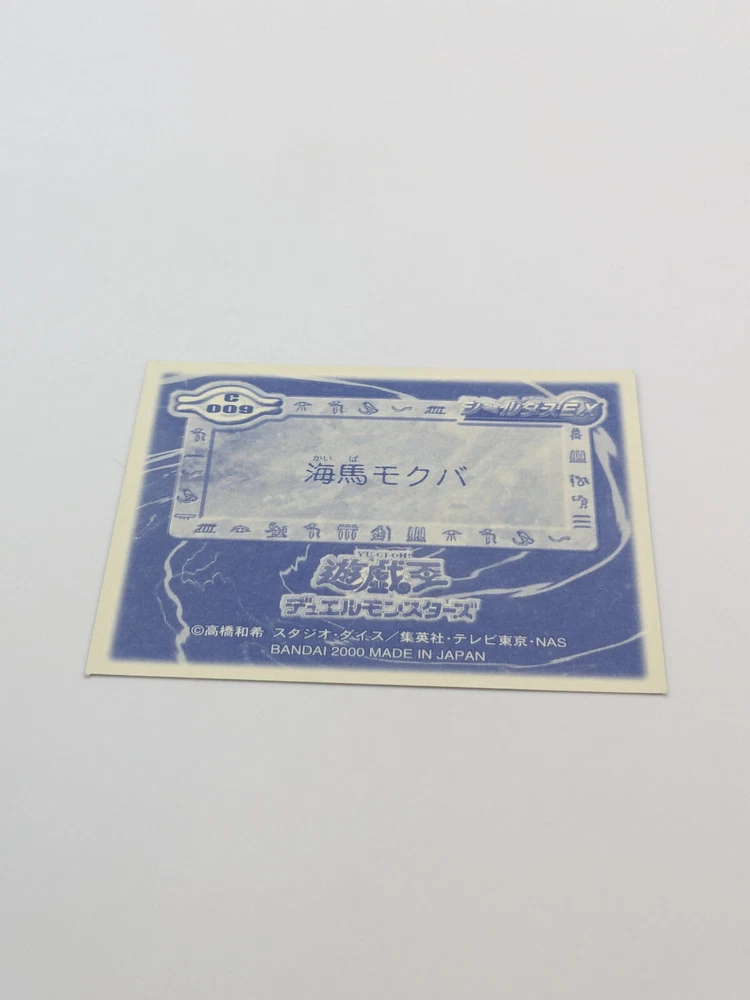 C
009
シールダスEX
かいば
海馬モクバ
YU-GI-OH!
遊戯王
デュエルモンスターズ
©高橋和希 スタジオ・ダイス／集英社・テレビ東京・NAS
BANDAI 2000 MADE IN JAPAN